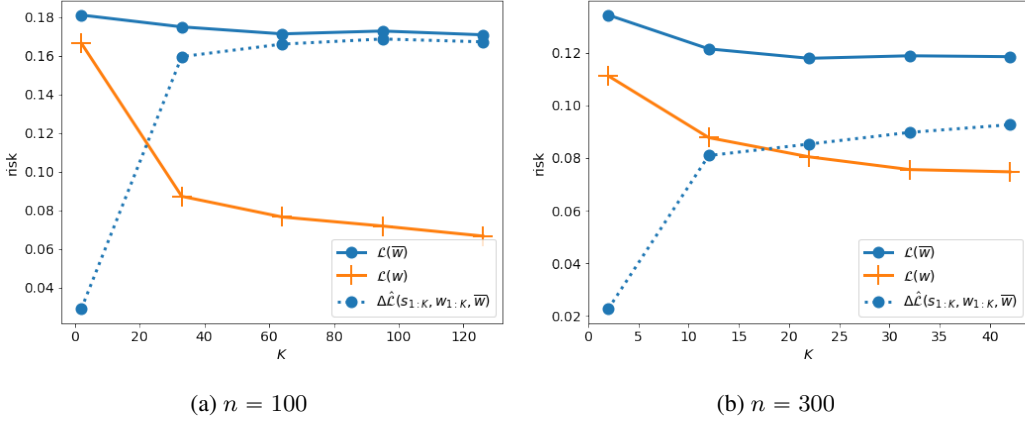 0.18
0.16
0.14
0.12
0.10
0.08
0.06
0.04
risk
0 20 40 60 80 100 120
K
ℒ(w̅)
ℒ(w)
Δℒ̂(s₁:K, w₁:K, w̅)
(a) n = 100
0.12
0.10
0.08
0.06
0.04
0.02
risk
0 5 10 15 20 25 30 35 40
K
ℒ(w̅)
ℒ(w)
Δℒ̂(s₁:K, w₁:K, w̅)
(b) n = 300